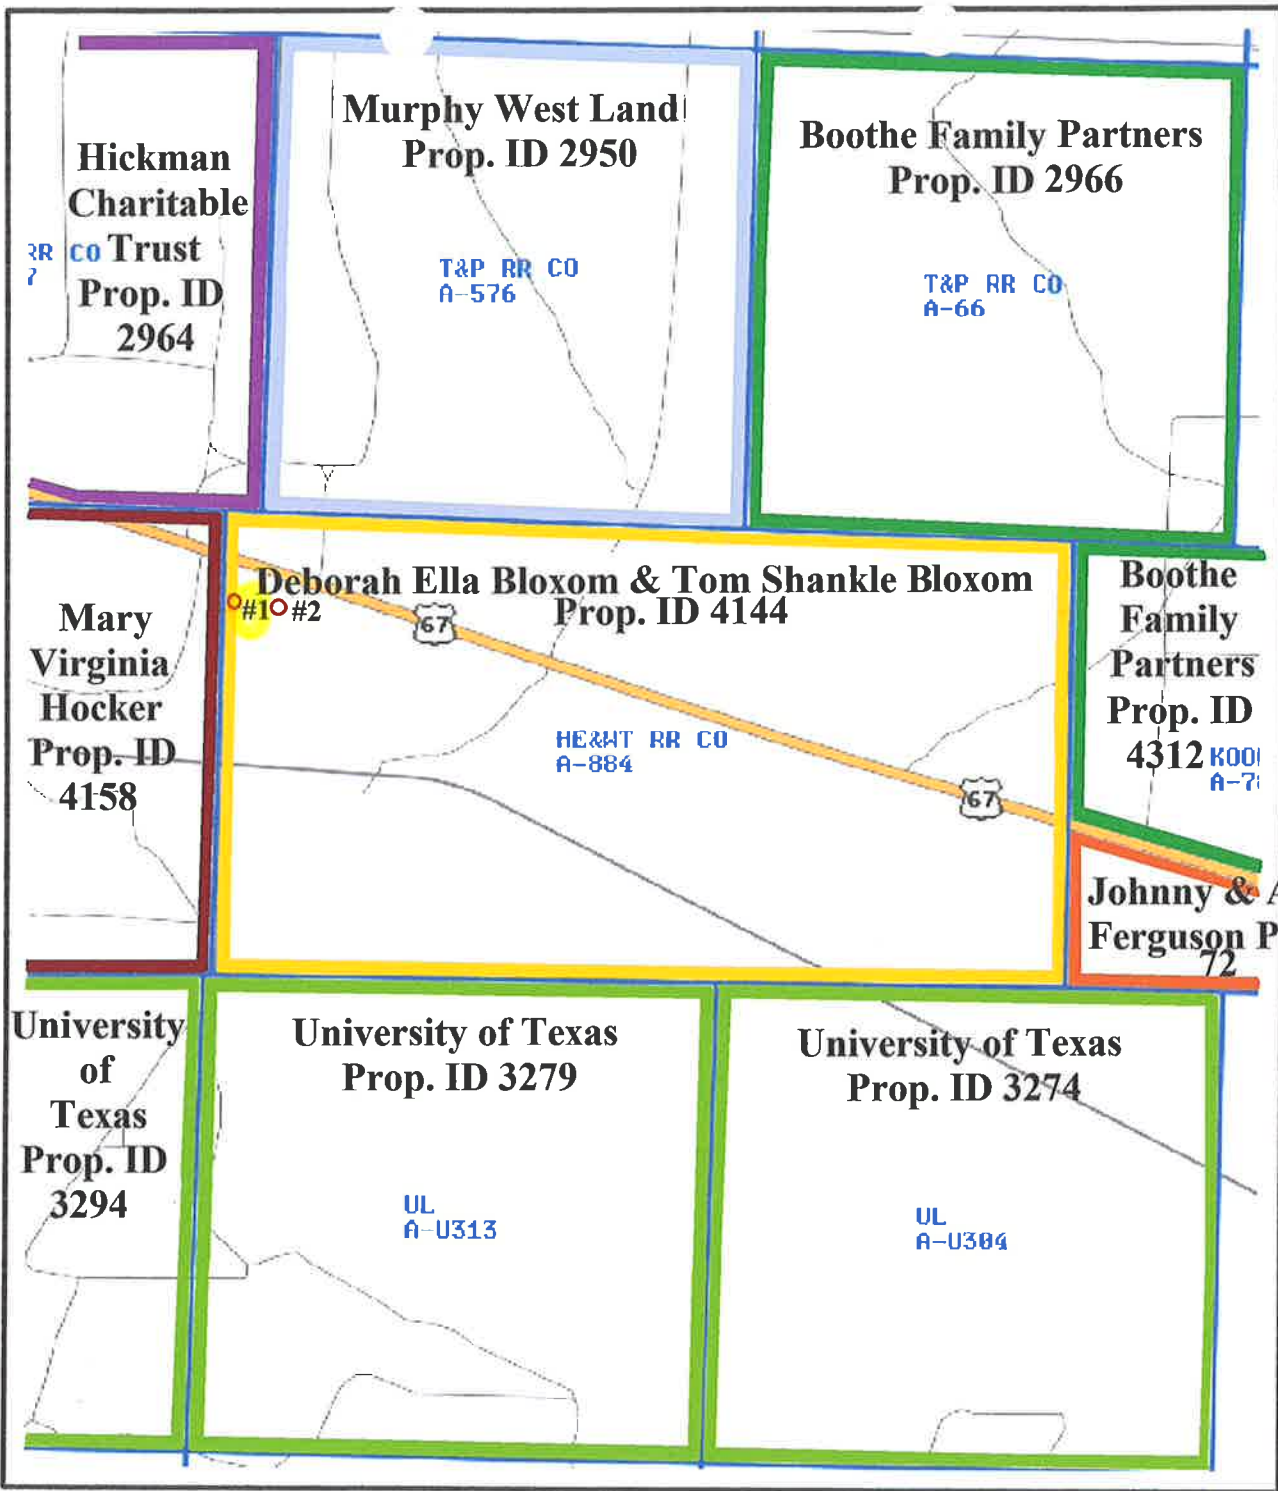 Murphy West Land
Prop. ID 2950
Boothe Family Partners
Prop. ID 2966
Hickman
Charitable
Trust
Prop. ID
2964
RR CO
7
T&P RR CO
A-576
T&P RR CO
A-66
Deborah Ella Bloxom & Tom Shankle Bloxom
Prop. ID 4144
#1 #2
67
Mary
Virginia
Hocker
Prop. ID
4158
Boothe
Family
Partners
Prop. ID
4312
HE&WT RR CO
A-884
67
Johnny &
Ferguson
72
University
of
Texas
Prop. ID
3294
University of Texas
Prop. ID 3279
University of Texas
Prop. ID 3274
UL
A-U313
UL
A-U304